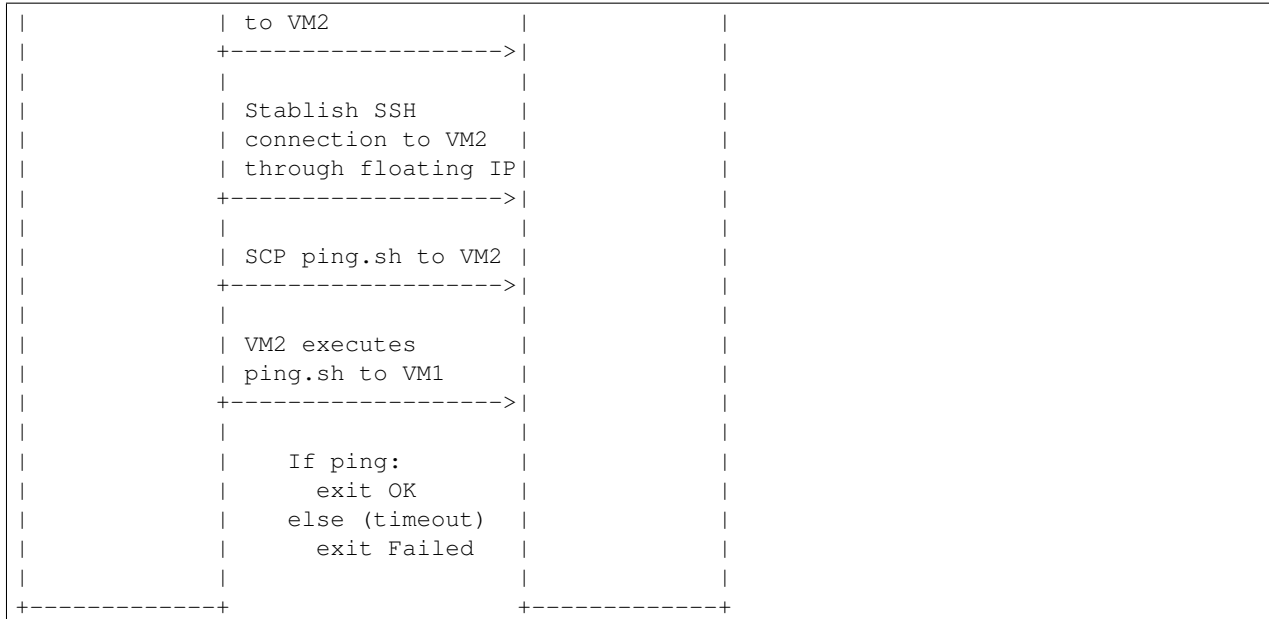 |             | to VM2             |             |
|             +------------------->|             |
|             |                    |             |
|             | Stablish SSH       |             |
|             | connection to VM2  |             |
|             | through floating IP|             |
|             +------------------->|             |
|             |                    |             |
|             | SCP ping.sh to VM2 |             |
|             +------------------->|             |
|             |                    |             |
|             | VM2 executes       |             |
|             | ping.sh to VM1     |             |
|             +------------------->|             |
|             |                    |             |
|             |    If ping:        |             |
|             |      exit OK       |             |
|             |    else (timeout)  |             |
|             |      exit Failed   |             |
|             |                    |             |
+-------------+                    +-------------+